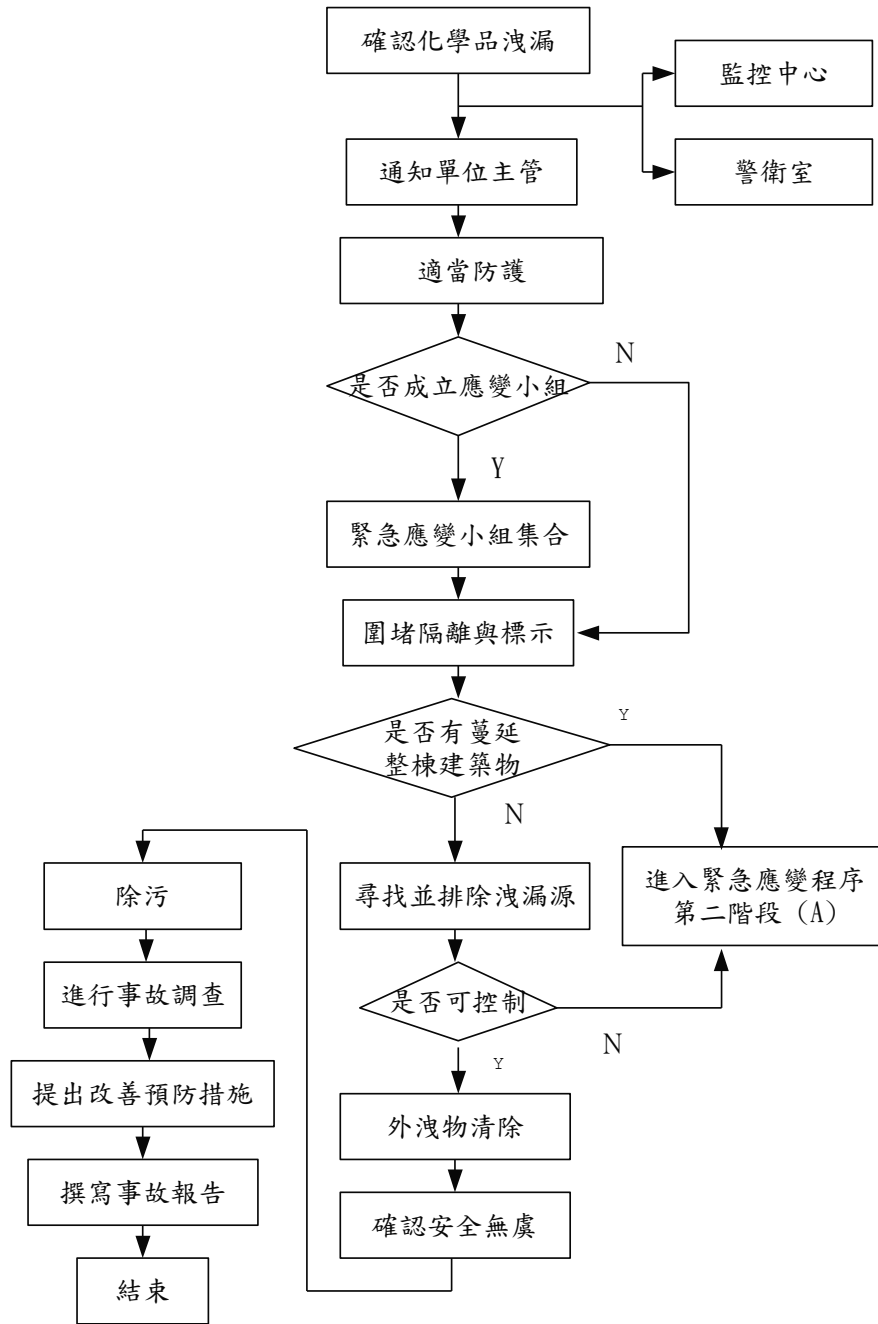 確認化學品洩漏
監控中心
通知單位主管
警衛室
適當防護
N
是否成立應變小組
Y
緊急應變小組集合
圍堵隔離與標示
Y
是否有蔓延
整棟建築物
N
除污
尋找並排除洩漏源
進入緊急應變程序
第二階段 (A)
進行事故調查
是否可控制
N
Y
提出改善預防措施
外洩物清除
撰寫事故報告
確認安全無虞
結束